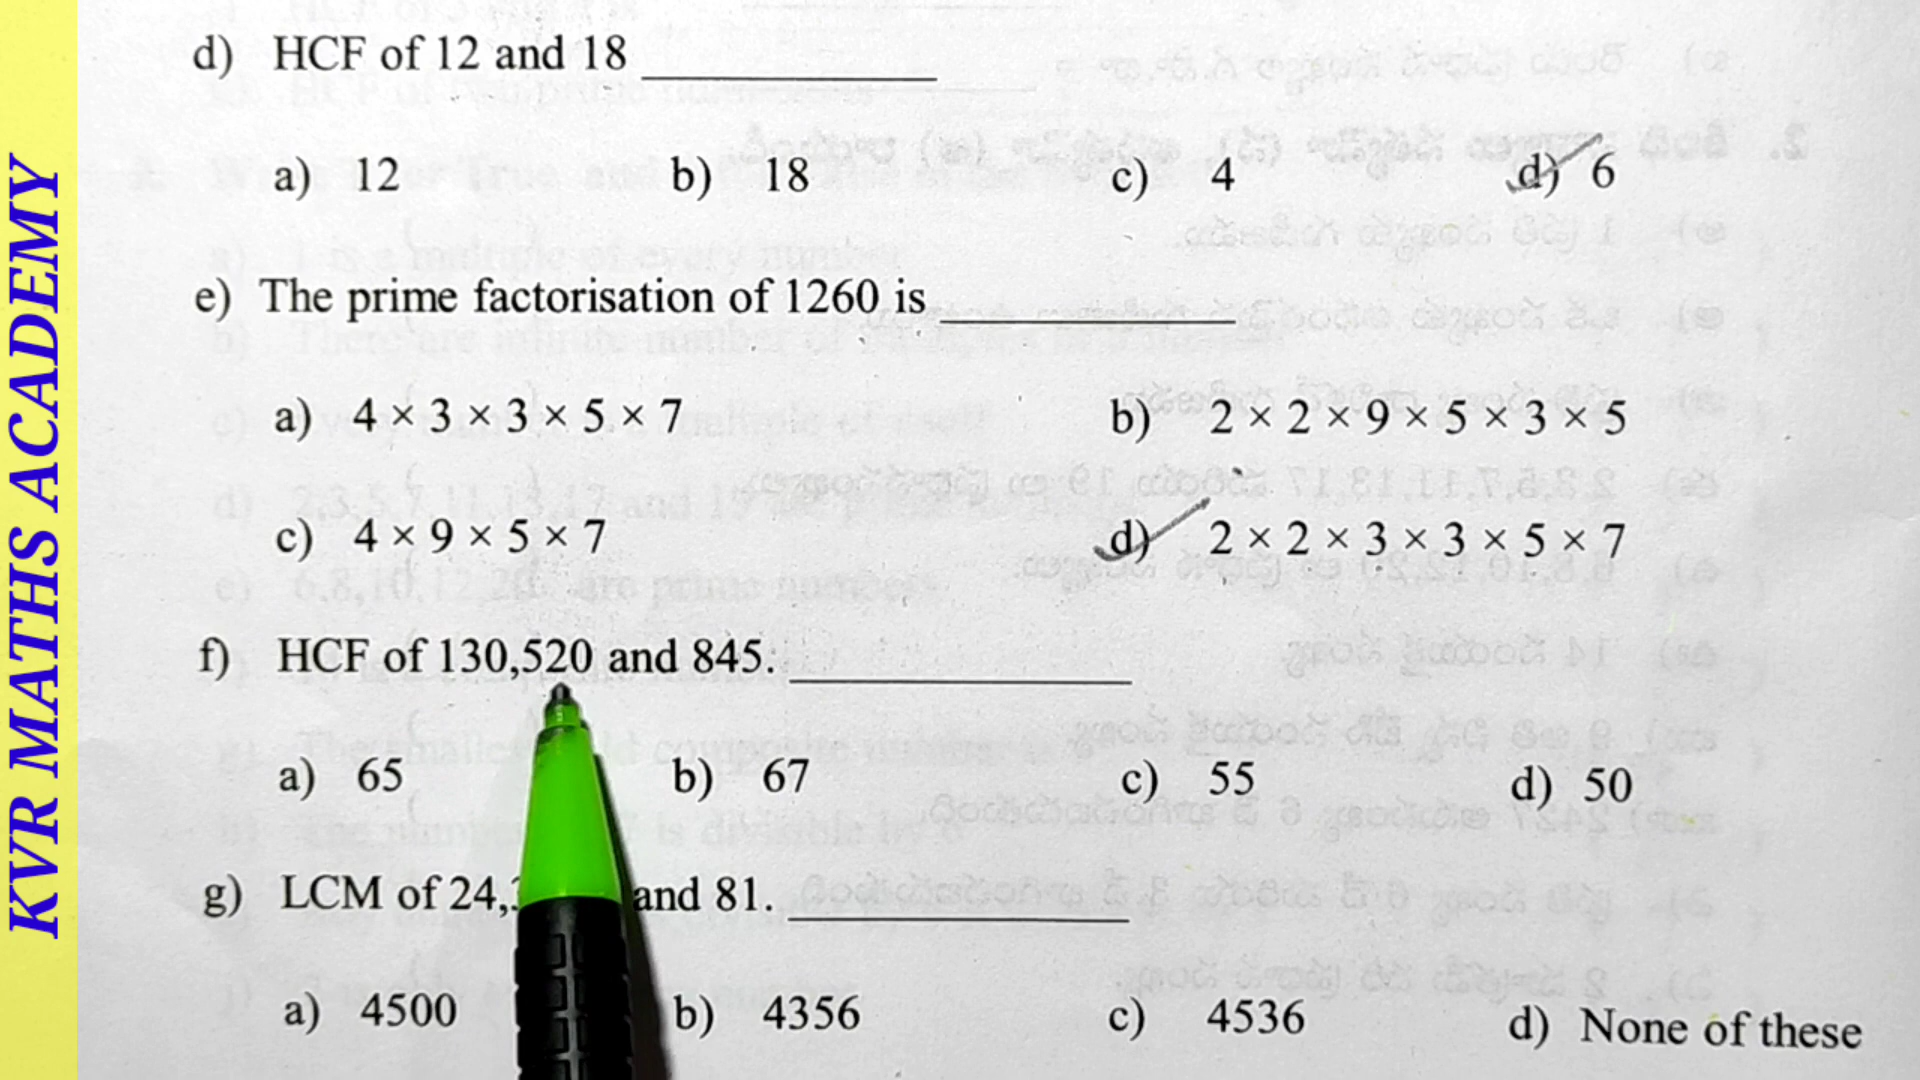 KVR MATHS ACADEMY
d) HCF of 12 and 18 ____________
a) 12 b) 18 c) 4 d) 6
e) The prime factorisation of 1260 is ____________
a) 4 × 3 × 3 × 5 × 7 b) 2 × 2 × 9 × 5 × 3 × 5
c) 4 × 9 × 5 × 7 d) 2 × 2 × 3 × 3 × 5 × 7
f) HCF of 130,520 and 845. ____________
a) 65 b) 67 c) 55 d) 50
g) LCM of 24, and 81. ____________
a) 4500 b) 4356 c) 4536 d) None of these